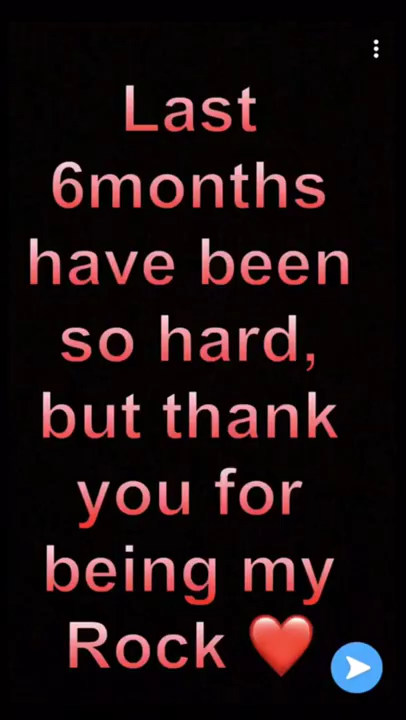 Last
6months
have been
so hard,
but thank
you for
being my
Rock ❤️